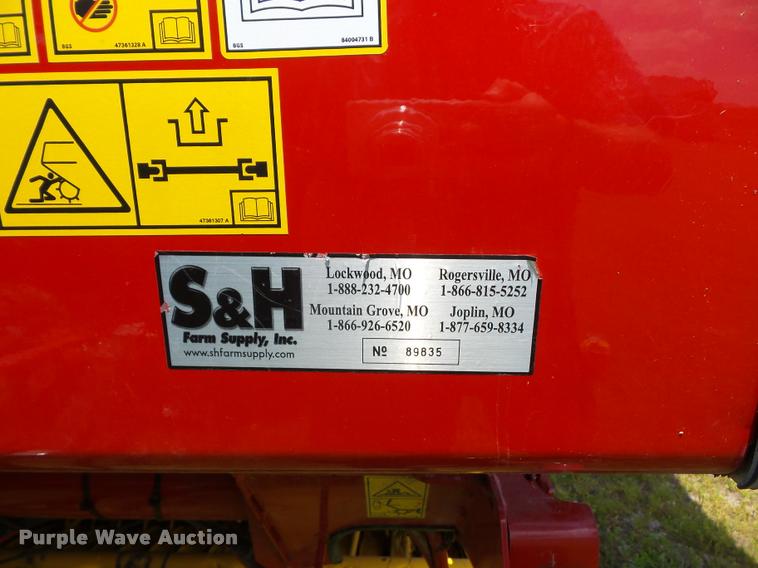 BGS 47361328 A
BGS 84004731 B
47361307 A
S&H
Farm Supply, Inc.
www.shfarmsupply.com
Lockwood, MO
1-888-232-4700
Rogersville, MO
1-866-815-5252
Mountain Grove, MO
1-866-926-6520
Joplin, MO
1-877-659-8334
Nº 89835
Purple Wave Auction